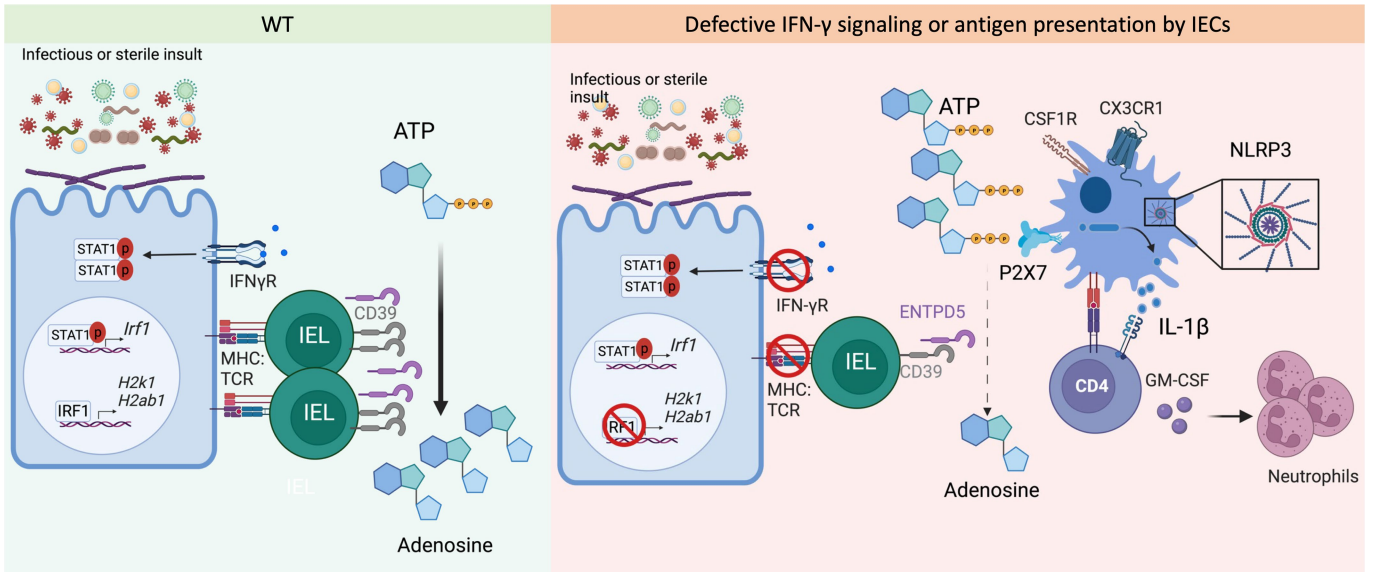 WT
Infectious or sterile insult
ATP
P P P
STAT1 p
STAT1 p
IFNγR
STAT1 p Irf1
H2k1
H2ab1
IRF1
MHC:
TCR
IEL
CD39
IEL
IEL
Adenosine
Defective IFN-γ signaling or antigen presentation by IECs
Infectious or sterile
insult
ATP
P P P
P P P
P P P
STAT1 p
STAT1 p
IFN-γR
STAT1 p Irf1
H2k1
H2ab1
RF1
MHC:
TCR
IEL
ENTPD5
CD39
Adenosine
CSF1R
CX3CR1
NLRP3
P2X7
IL-1β
CD4
GM-CSF
Neutrophils